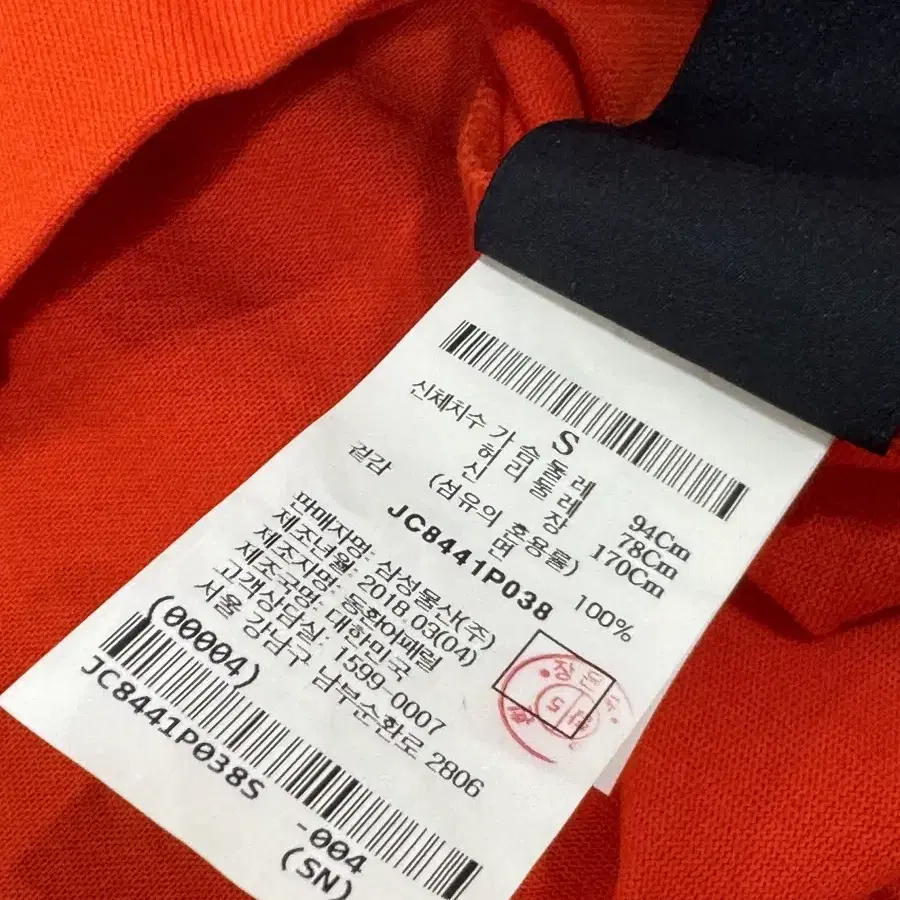 S
신체치수 가슴둘레 94Cm
허리둘레 78Cm
신 장 170Cm
겉감 (섬유의 혼용률)
면 100%
JC8441P038
판매자명: 삼성물산(주)
제조년월: 2018.03(04)
제조자명: 동화어패럴
제조국명: 대한민국
고객상담실: 1599-0007
서울 강남구 남부순환로 2806
(00004)
JC8441P038S
-004
(SN)
5